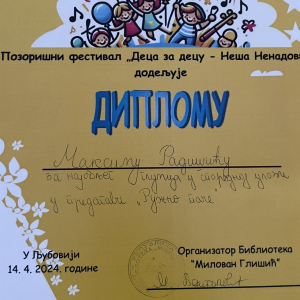 Позоришни фестивал „Деца за децу - Неша Ненадов
додељује
ДИПЛОМУ
Максиму Радишићу
за најбољег глумца у споредној улози
у представи „Ружно паче"
У Љубовији
14. 4. 2024. године
Организатор Библиотека
"Милован Глишић"